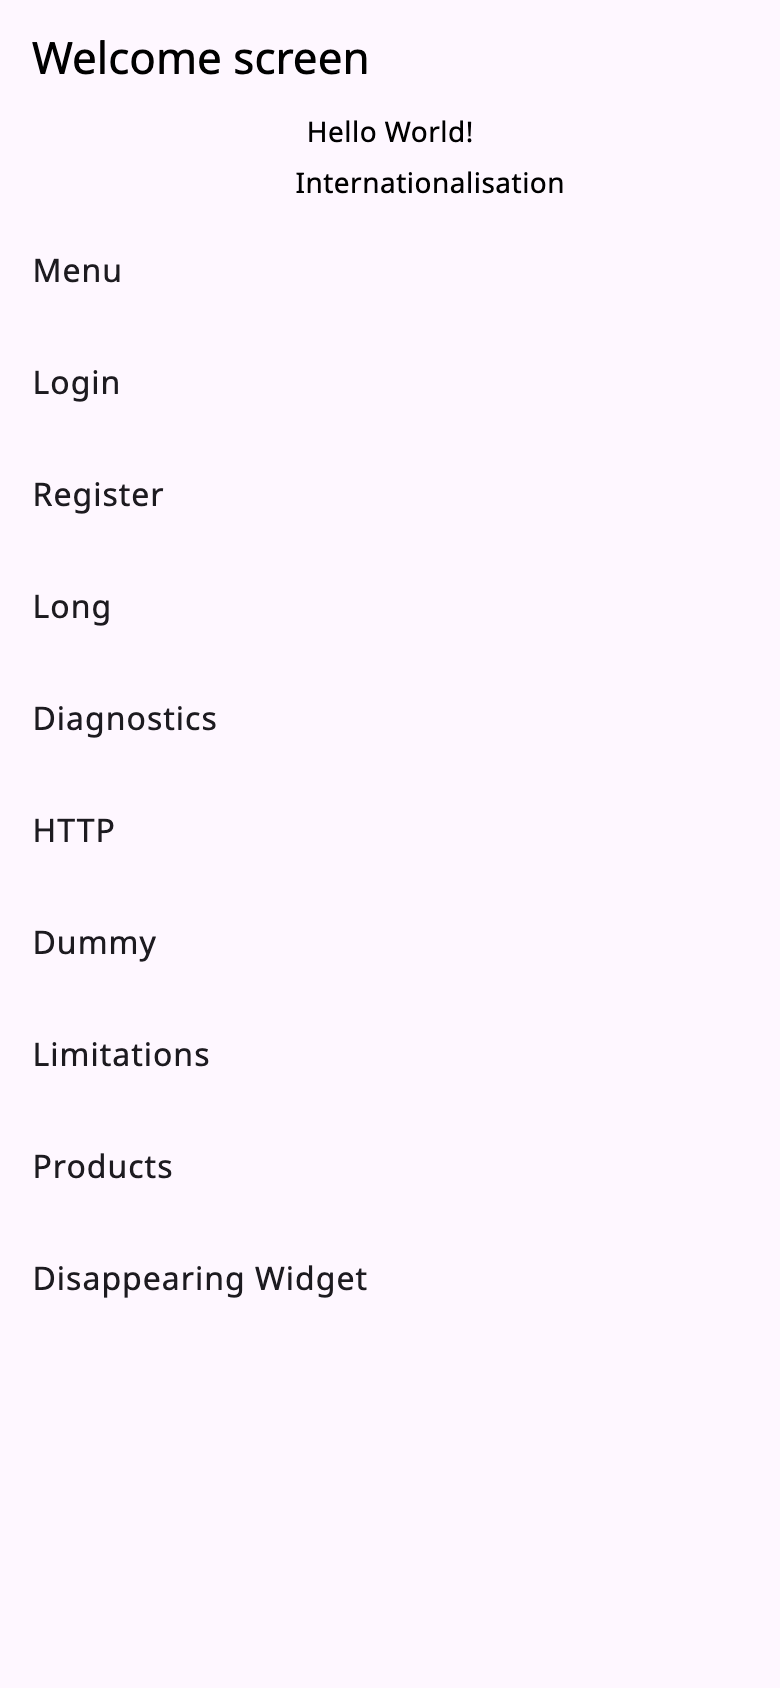 Welcome screen
Hello World!
Internationalisation
Menu
Login
Register
Long
Diagnostics
HTTP
Dummy
Limitations
Products
Disappearing Widget